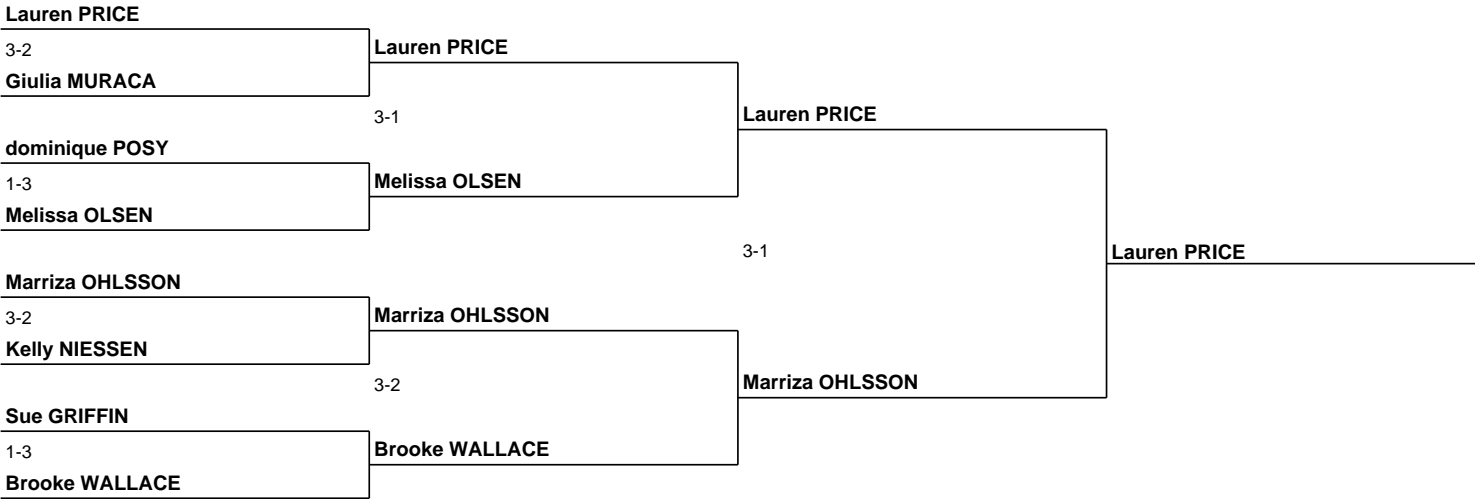 Lauren PRICE
3-2
Giulia MURACA
dominique POSY
1-3
Melissa OLSEN
Marriza OHLSSON
3-2
Kelly NIESSEN
Sue GRIFFIN
1-3
Brooke WALLACE
Lauren PRICE
3-1
Melissa OLSEN
Marriza OHLSSON
3-2
Brooke WALLACE
Lauren PRICE
3-1
Marriza OHLSSON
Lauren PRICE